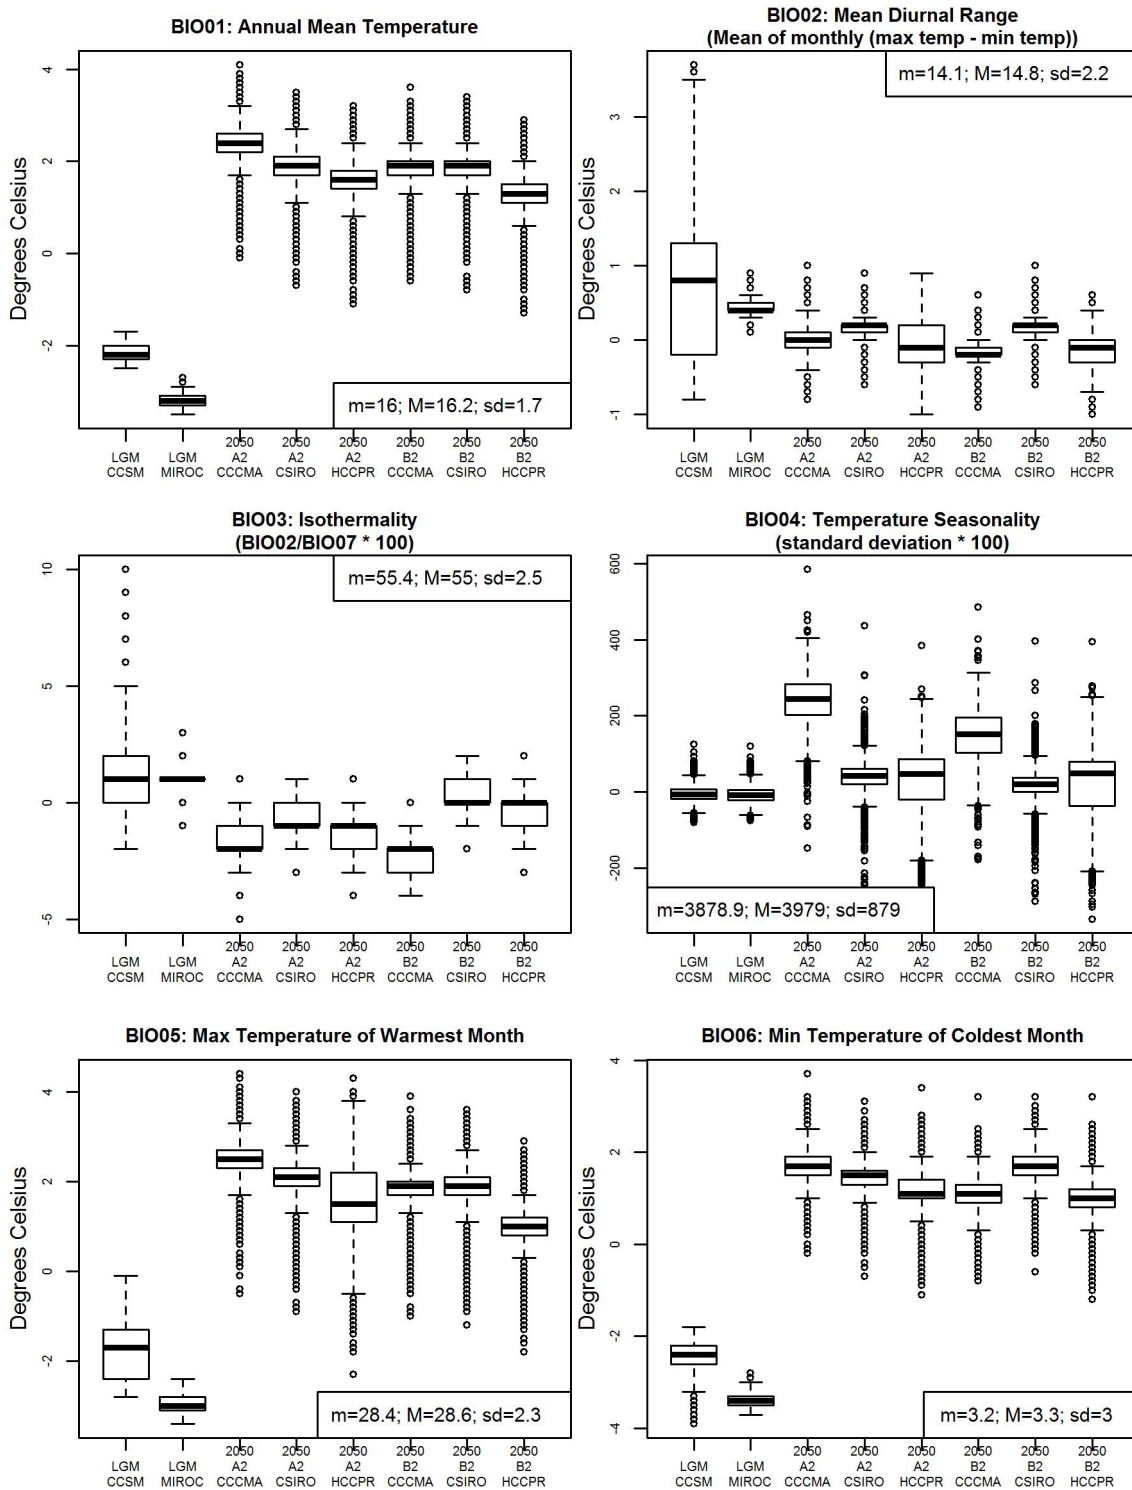 BIO01: Annual Mean Temperature
Degrees Celsius
4
2
0
-2
m=16; M=16.2; sd=1.7
LGM CCSM
LGM MIROC
2050 A2 CCCMA
2050 A2 CSIRO
2050 A2 HCCPR
2050 B2 CCCMA
2050 B2 CSIRO
2050 B2 HCCPR
BIO02: Mean Diurnal Range
(Mean of monthly (max temp - min temp))
Degrees Celsius
3
2
1
0
-1
m=14.1; M=14.8; sd=2.2
LGM CCSM
LGM MIROC
2050 A2 CCCMA
2050 A2 CSIRO
2050 A2 HCCPR
2050 B2 CCCMA
2050 B2 CSIRO
2050 B2 HCCPR
BIO03: Isothermality
(BIO02/BIO07 * 100)
10
5
0
-5
m=55.4; M=55; sd=2.5
LGM CCSM
LGM MIROC
2050 A2 CCCMA
2050 A2 CSIRO
2050 A2 HCCPR
2050 B2 CCCMA
2050 B2 CSIRO
2050 B2 HCCPR
BIO04: Temperature Seasonality
(standard deviation * 100)
600
400
200
0
-200
m=3878.9; M=3979; sd=879
LGM CCSM
LGM MIROC
2050 A2 CCCMA
2050 A2 CSIRO
2050 A2 HCCPR
2050 B2 CCCMA
2050 B2 CSIRO
2050 B2 HCCPR
BIO05: Max Temperature of Warmest Month
Degrees Celsius
4
2
0
-2
m=28.4; M=28.6; sd=2.3
LGM CCSM
LGM MIROC
2050 A2 CCCMA
2050 A2 CSIRO
2050 A2 HCCPR
2050 B2 CCCMA
2050 B2 CSIRO
2050 B2 HCCPR
BIO06: Min Temperature of Coldest Month
Degrees Celsius
4
2
0
-2
-4
m=3.2; M=3.3; sd=3
LGM CCSM
LGM MIROC
2050 A2 CCCMA
2050 A2 CSIRO
2050 A2 HCCPR
2050 B2 CCCMA
2050 B2 CSIRO
2050 B2 HCCPR